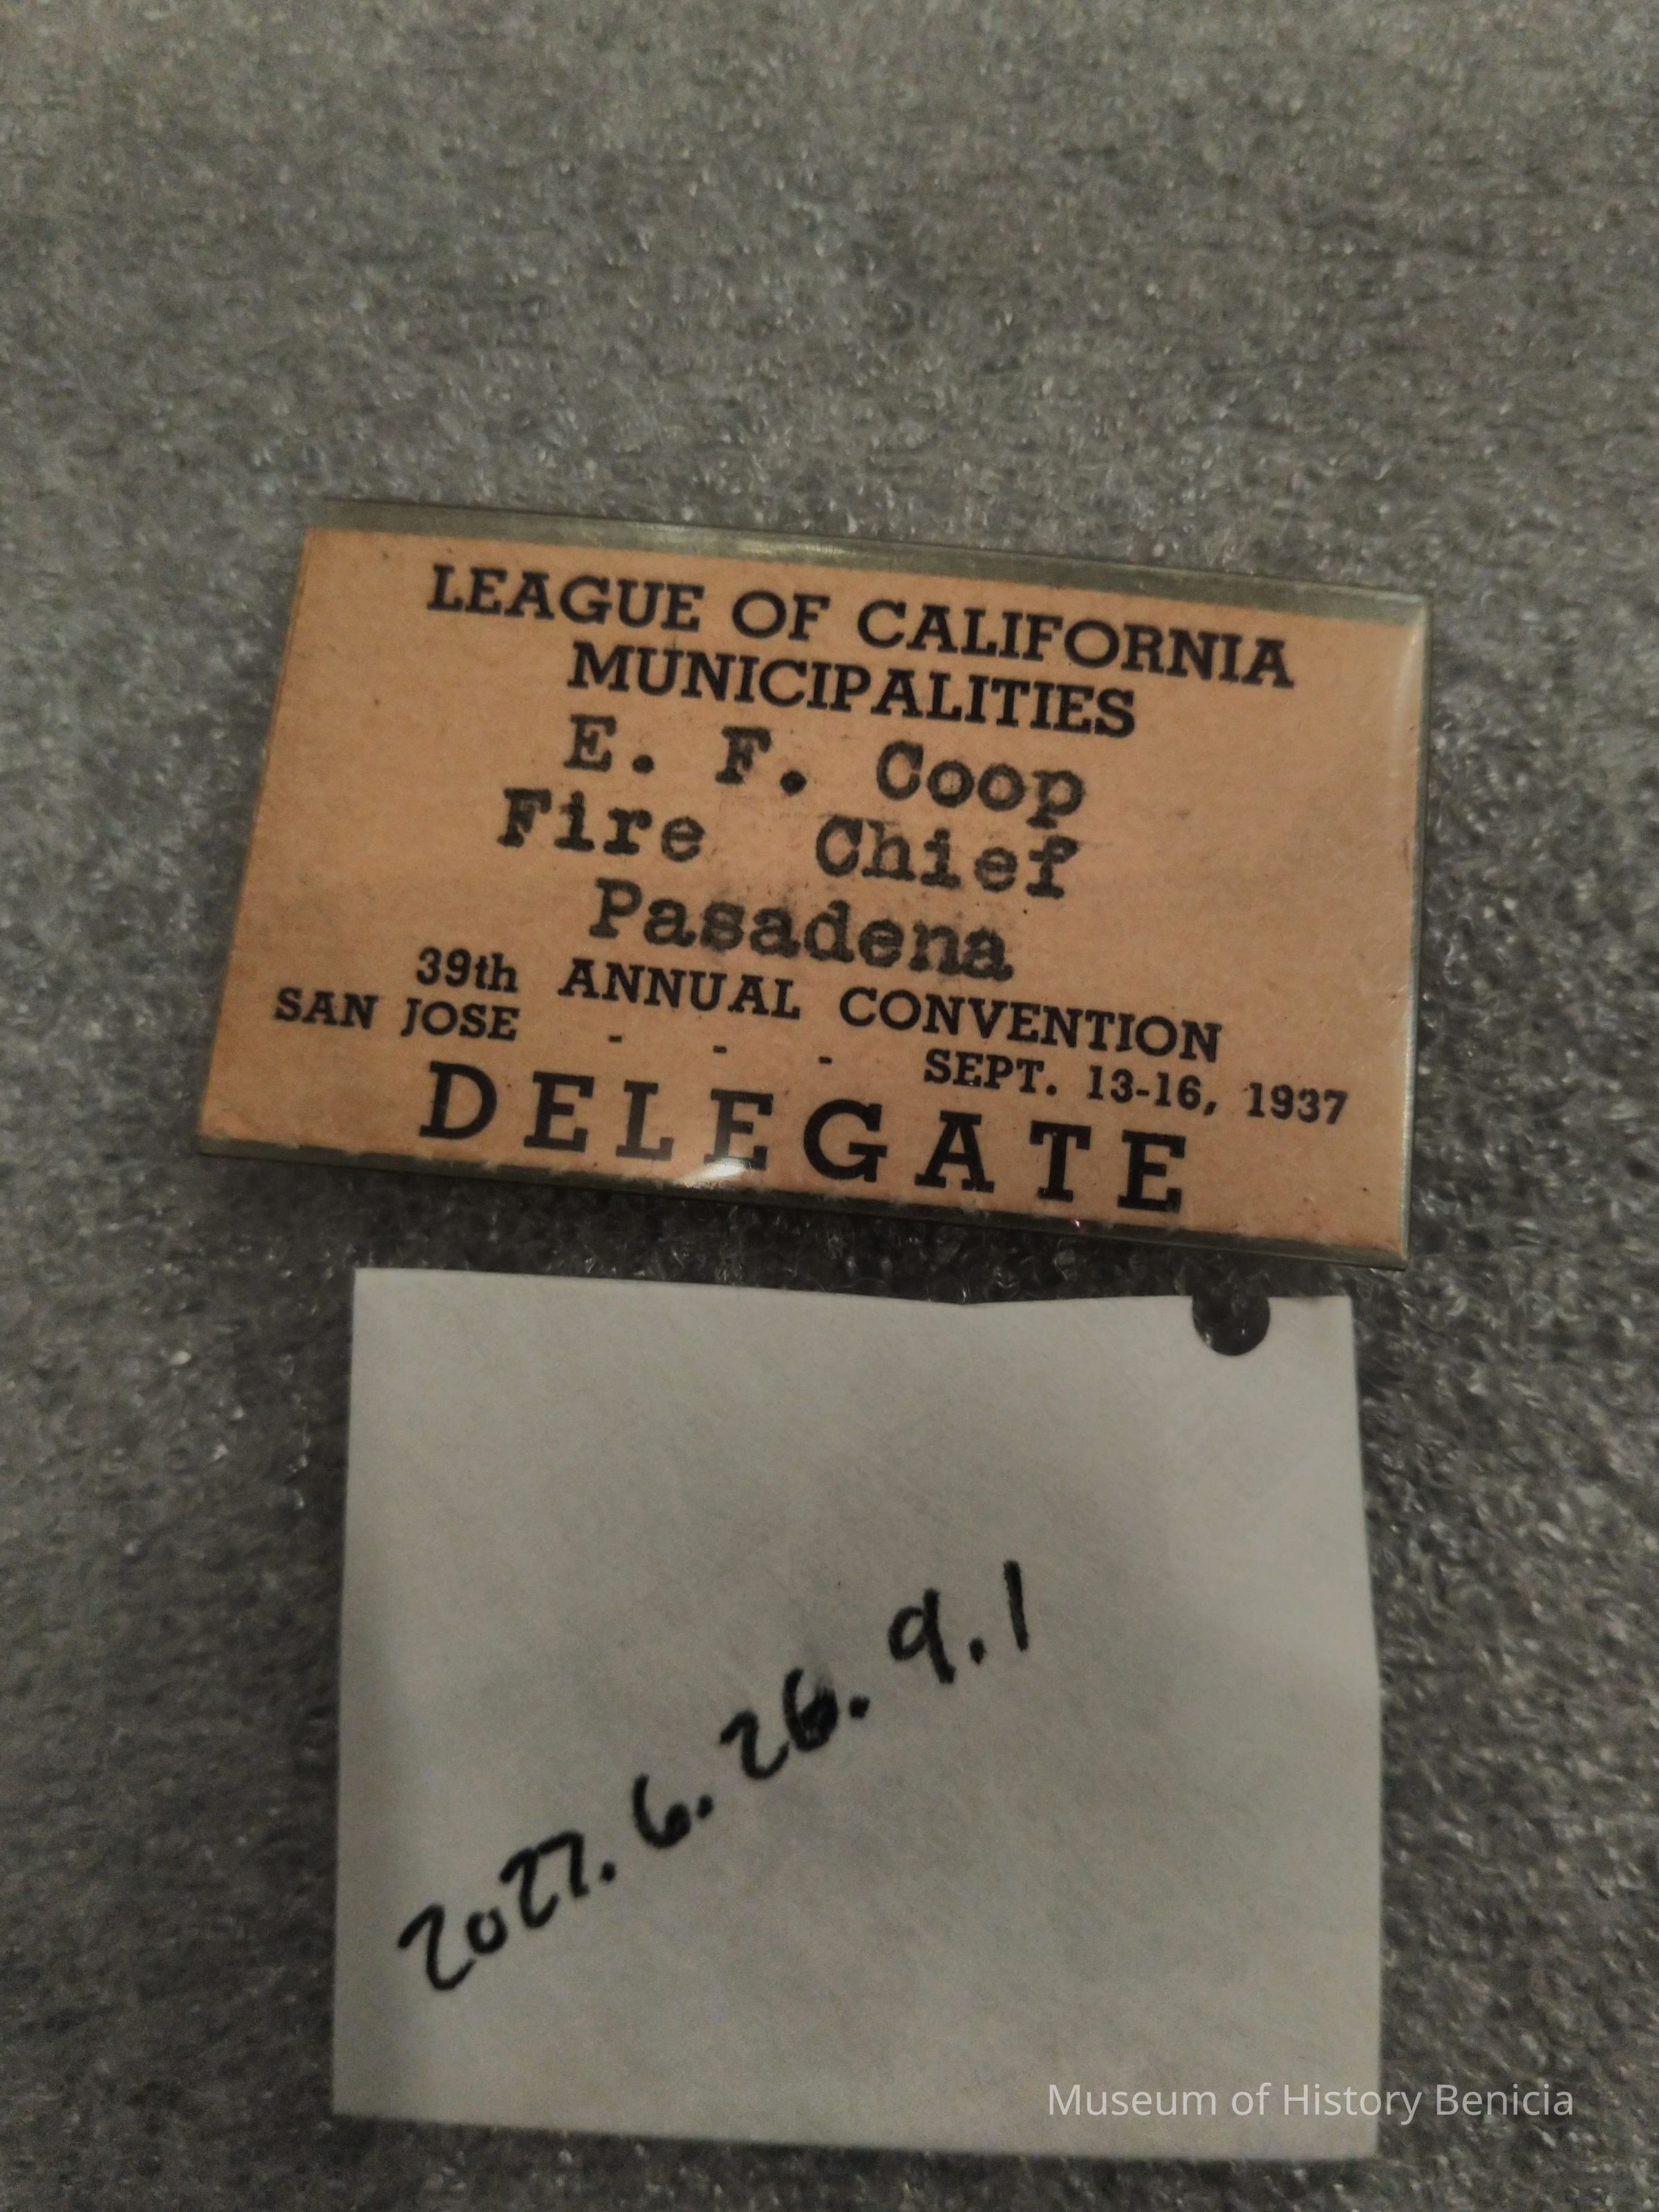 LEAGUE OF CALIFORNIA
MUNICIPALITIES
E. F. Coop
Fire Chief
Pasadena
39th ANNUAL CONVENTION
SAN JOSE - - - SEPT. 13-16, 1937
DELEGATE
2027. 6. 26. 9.1
Museum of History Benicia